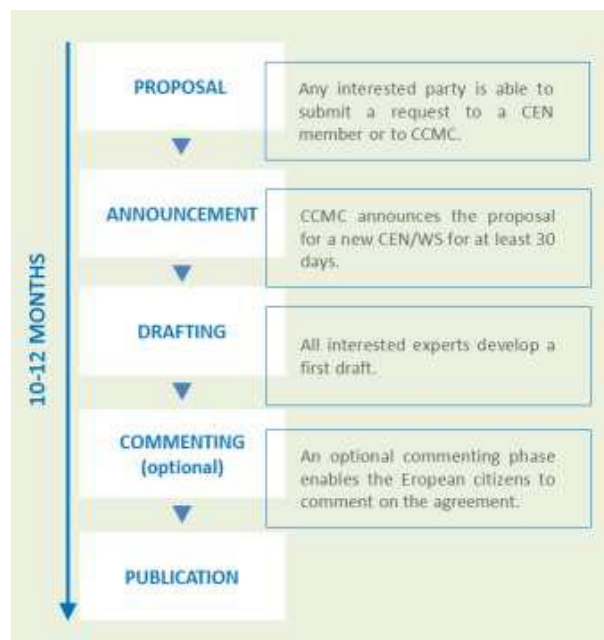 PROPOSAL
Any interested party is able to
submit a request to a CEN
member or to CCMC.
ANNOUNCEMENT
CCMC announces the proposal
for a new CEN/WS for at least 30
days.
10-12 MONTHS
DRAFTING
All interested experts develop a
first draft.
COMMENTING
(optional)
An optional commenting phase
enables the Eropean citizens to
comment on the agreement.
PUBLICATION